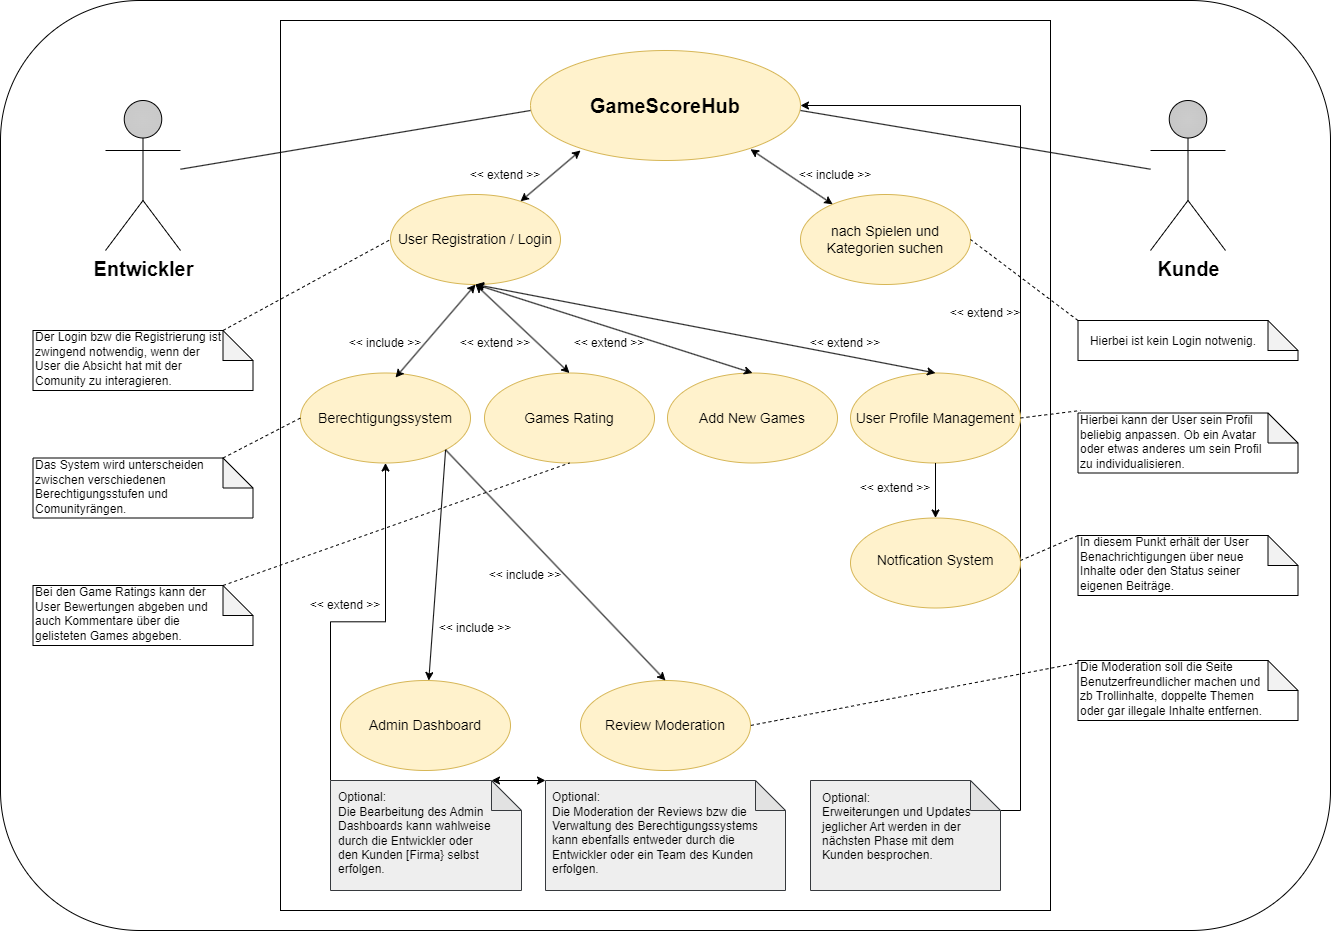 GameScoreHub
Entwickler
Kunde
<< extend >>
<< include >>
User Registration / Login
nach Spielen und
Kategorien suchen
<< extend >>
Der Login bzw die Registrierung ist
zwingend notwendig, wenn der
User die Absicht hat mit der
Comunity zu interagieren.
Hierbei ist kein Login notwenig.
<< include >>
<< extend >>
<< extend >>
<< extend >>
Berechtigungssystem
Games Rating
Add New Games
User Profile Management
Hierbei kann der User sein Profil
beliebig anpassen. Ob ein Avatar
oder etwas anderes um sein Profil
zu individualisieren.
Das System wird unterscheiden
zwischen verschiedenen
Berechtigungsstufen und
Comunityrängen.
<< extend >>
Notfication System
In diesem Punkt erhält der User
Benachrichtigungen über neue
Inhalte oder den Status seiner
eigenen Beiträge.
Bei den Game Ratings kann der
User Bewertungen abgeben und
auch Kommentare über die
gelisteten Games abgeben.
<< include >>
<< extend >>
<< include >>
Admin Dashboard
Review Moderation
Die Moderation soll die Seite
Benutzerfreundlicher machen und
zb Trollinhalte, doppelte Themen
oder gar illegale Inhalte entfernen.
Optional:
Die Bearbeitung des Admin
Dashboards kann wahlweise
durch die Entwickler oder
den Kunden [Firma} selbst
erfolgen.
Optional:
Die Moderation der Reviews bzw die
Verwaltung des Berechtigungssystems
kann ebenfalls entweder durch die
Entwickler oder ein Team des Kunden
erfolgen.
Optional:
Erweiterungen und Updates
jeglicher Art werden in der
nächsten Phase mit dem
Kunden besprochen.